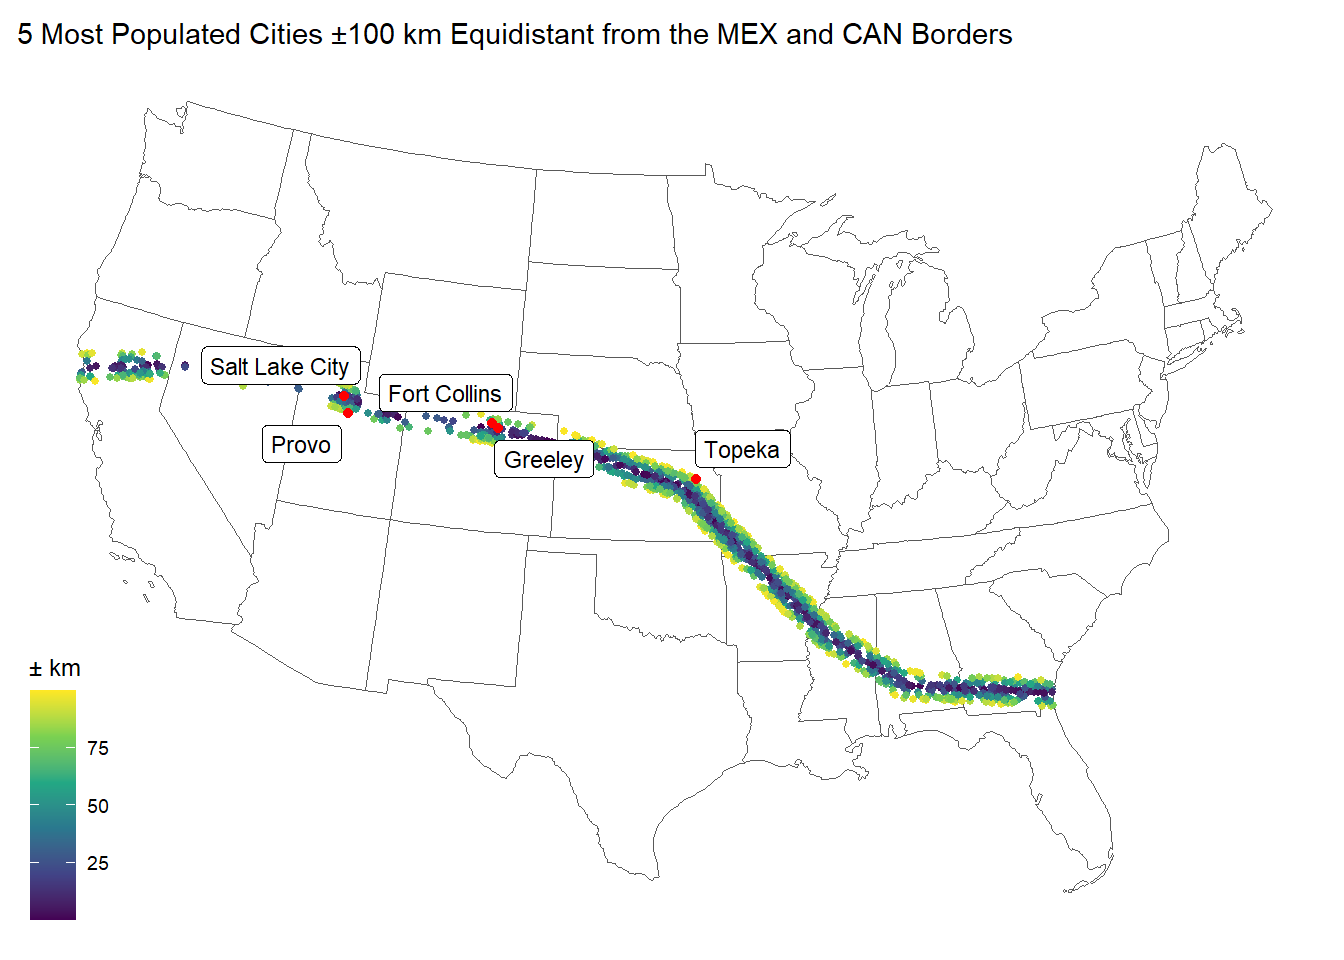 5 Most Populated Cities ±100 km Equidistant from the MEX and CAN Borders
Salt Lake City
Fort Collins
Provo
Greeley
Topeka
± km
75
50
25